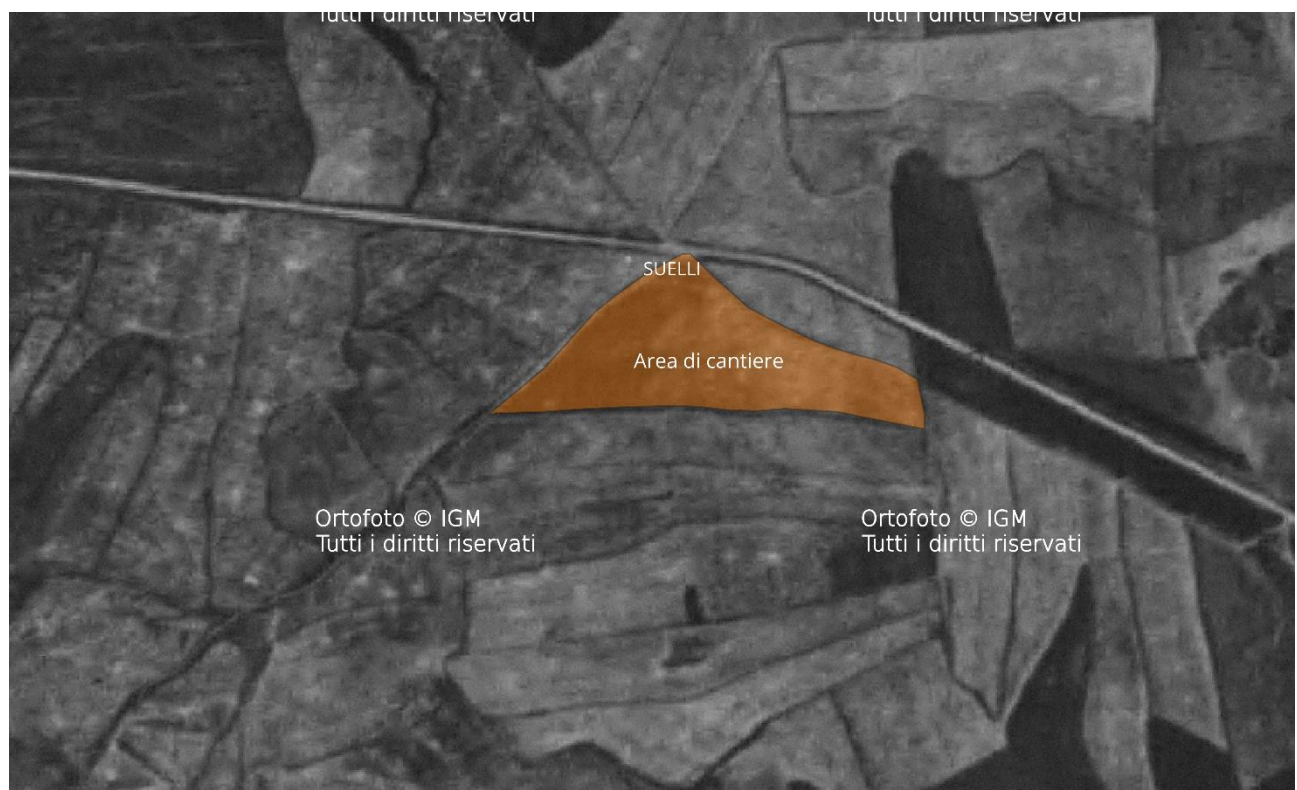 Tutti i diritti riservati
Tutti i diritti riservati
SUELLI
Area di cantiere
Ortofoto © IGM
Tutti i diritti riservati
Ortofoto © IGM
Tutti i diritti riservati